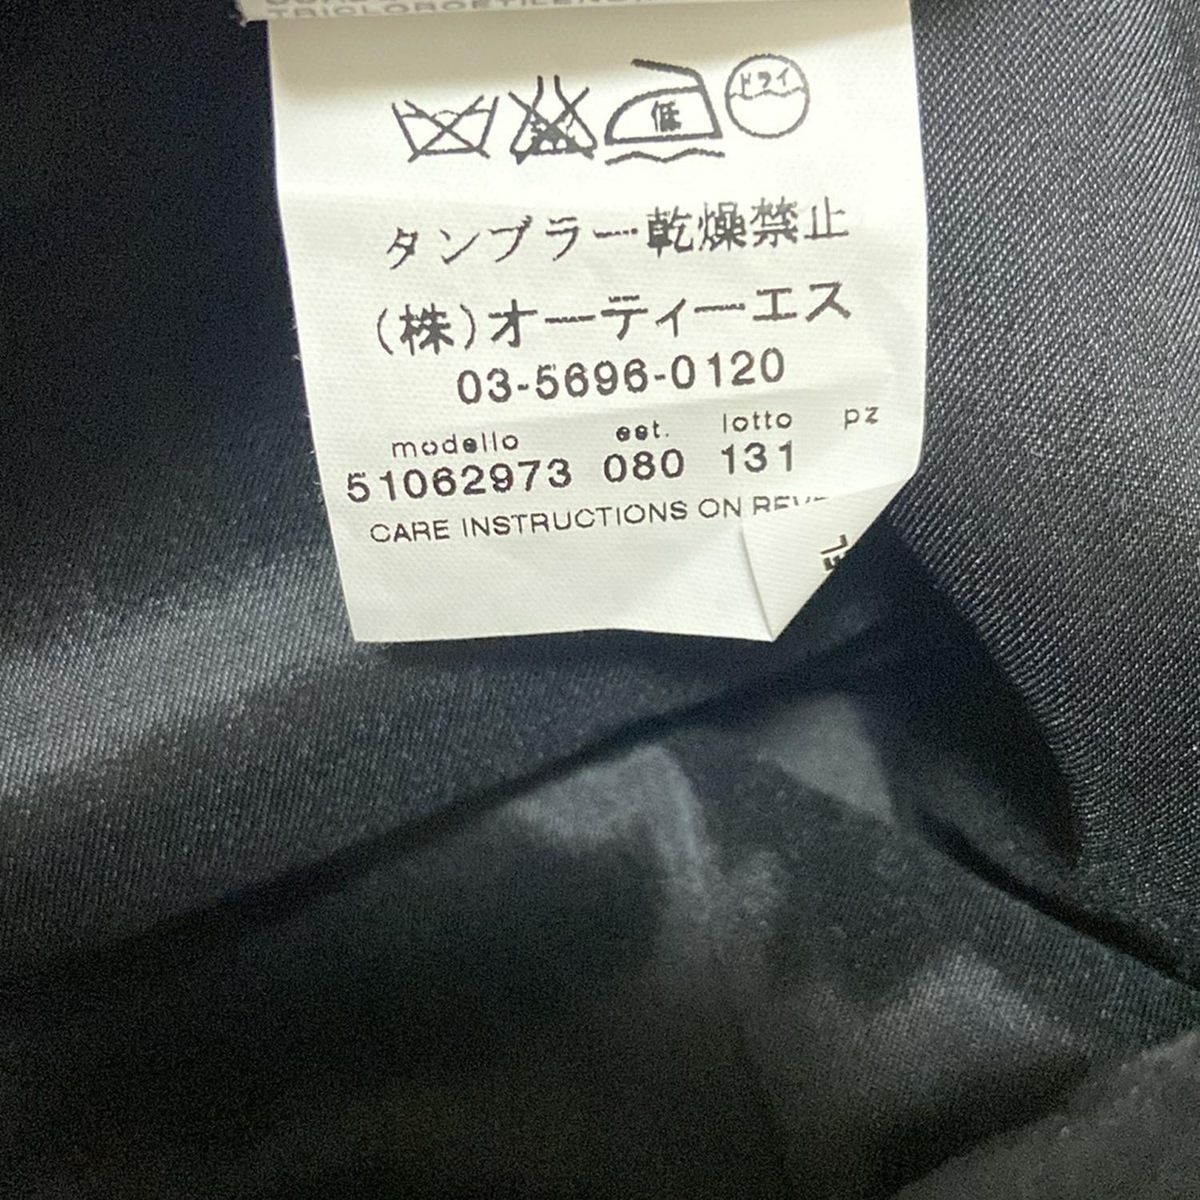 低 ドライ
タンブラー乾燥禁止
(株)オーティーエス
03-5696-0120
modello est. lotto pz
51062973 080 131
CARE INSTRUCTIONS ON